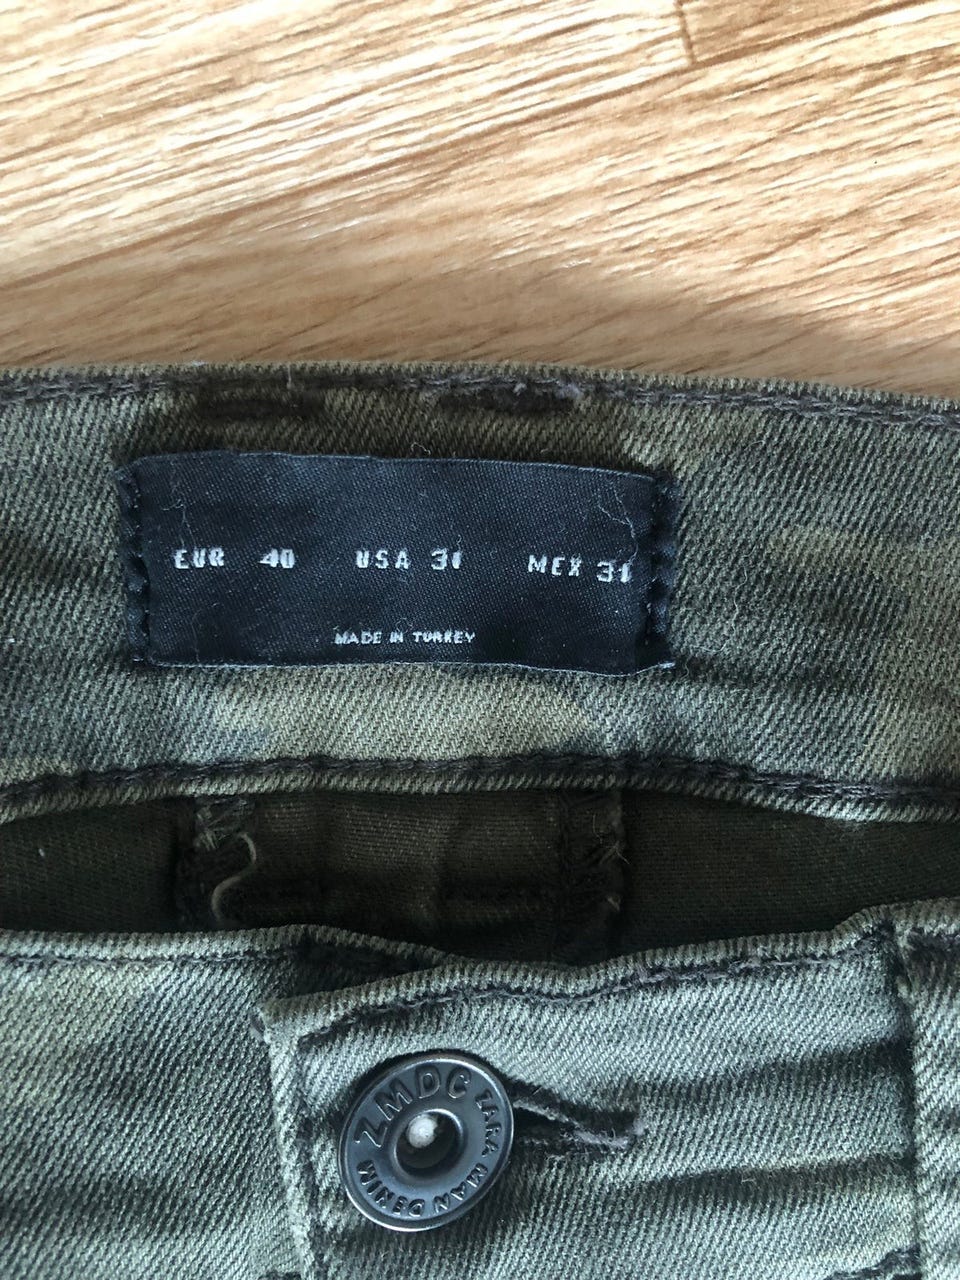 EUR 40 USA 31 MEX 31
MADE IN TURKEY
ZMDC
ZARA MAN DENIM